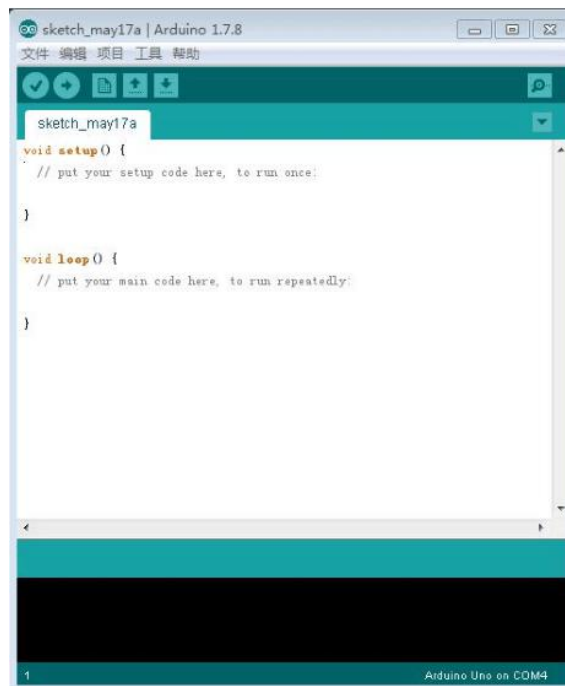 sketch_may17a | Arduino 1.7.8
文件 编辑 项目 工具 帮助
sketch_may17a
void setup() {
// put your setup code here, to run once:
}
void loop() {
// put your main code here, to run repeatedly:
}
1 Arduino Uno on COM4